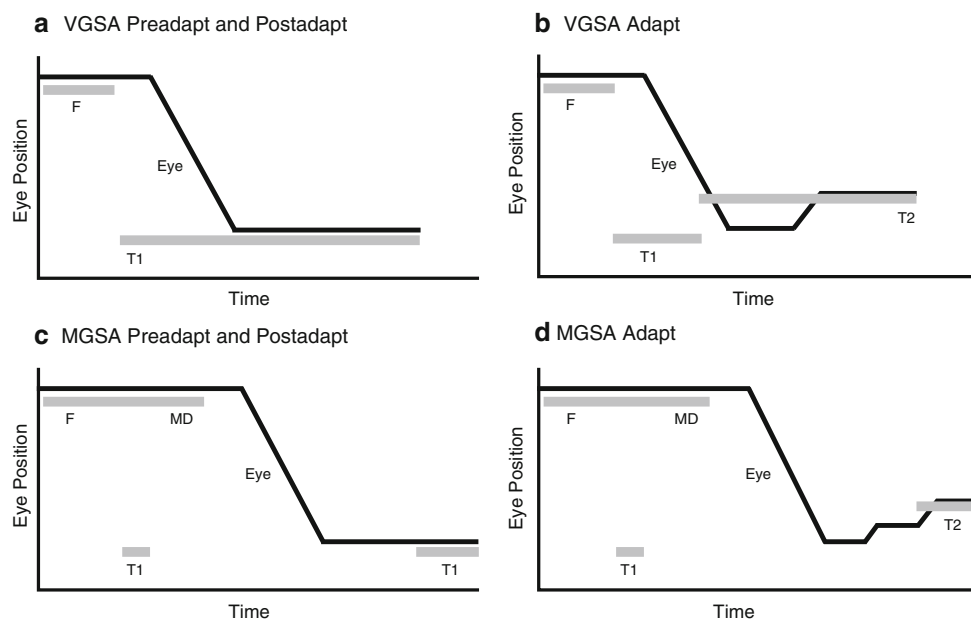 a VGSA Preadapt and Postadapt
F
Eye
T1
Eye Position
Time
b VGSA Adapt
F
Eye
T1
T2
Eye Position
Time
c MGSA Preadapt and Postadapt
F MD
Eye
T1 T1
Eye Position
Time
d MGSA Adapt
F MD
Eye
T1
T2
Eye Position
Time